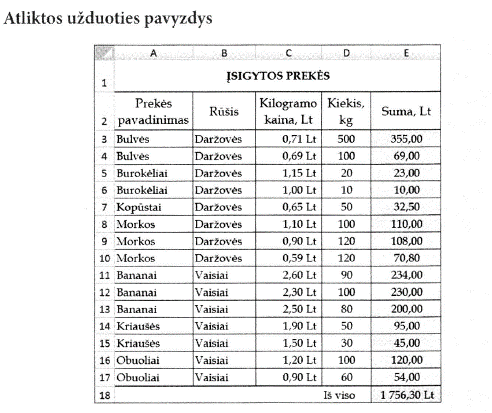 Atliktos užduoties pavyzdys
A B C D E
1 ĮSIGYTOS PREKĖS
2 Prekės pavadinimas Rūšis Kilogramo kaina, Lt Kiekis, kg Suma, Lt
3 Bulvės Daržovės 0,71 Lt 500 355,00
4 Bulvės Daržovės 0,69 Lt 100 69,00
5 Burokėliai Daržovės 1,15 Lt 20 23,00
6 Burokėliai Daržovės 1,00 Lt 10 10,00
7 Kopūstai Daržovės 0,65 Lt 50 32,50
8 Morkos Daržovės 1,10 Lt 100 110,00
9 Morkos Daržovės 0,90 Lt 120 108,00
10 Morkos Daržovės 0,59 Lt 120 70,80
11 Bananai Vaisiai 2,60 Lt 90 234,00
12 Bananai Vaisiai 2,30 Lt 100 230,00
13 Bananai Vaisiai 2,50 Lt 80 200,00
14 Kriaušės Vaisiai 1,90 Lt 50 95,00
15 Kriaušės Vaisiai 1,50 Lt 30 45,00
16 Obuoliai Vaisiai 1,20 Lt 100 120,00
17 Obuoliai Vaisiai 0,90 Lt 60 54,00
18 Iš viso 1 756,30 Lt